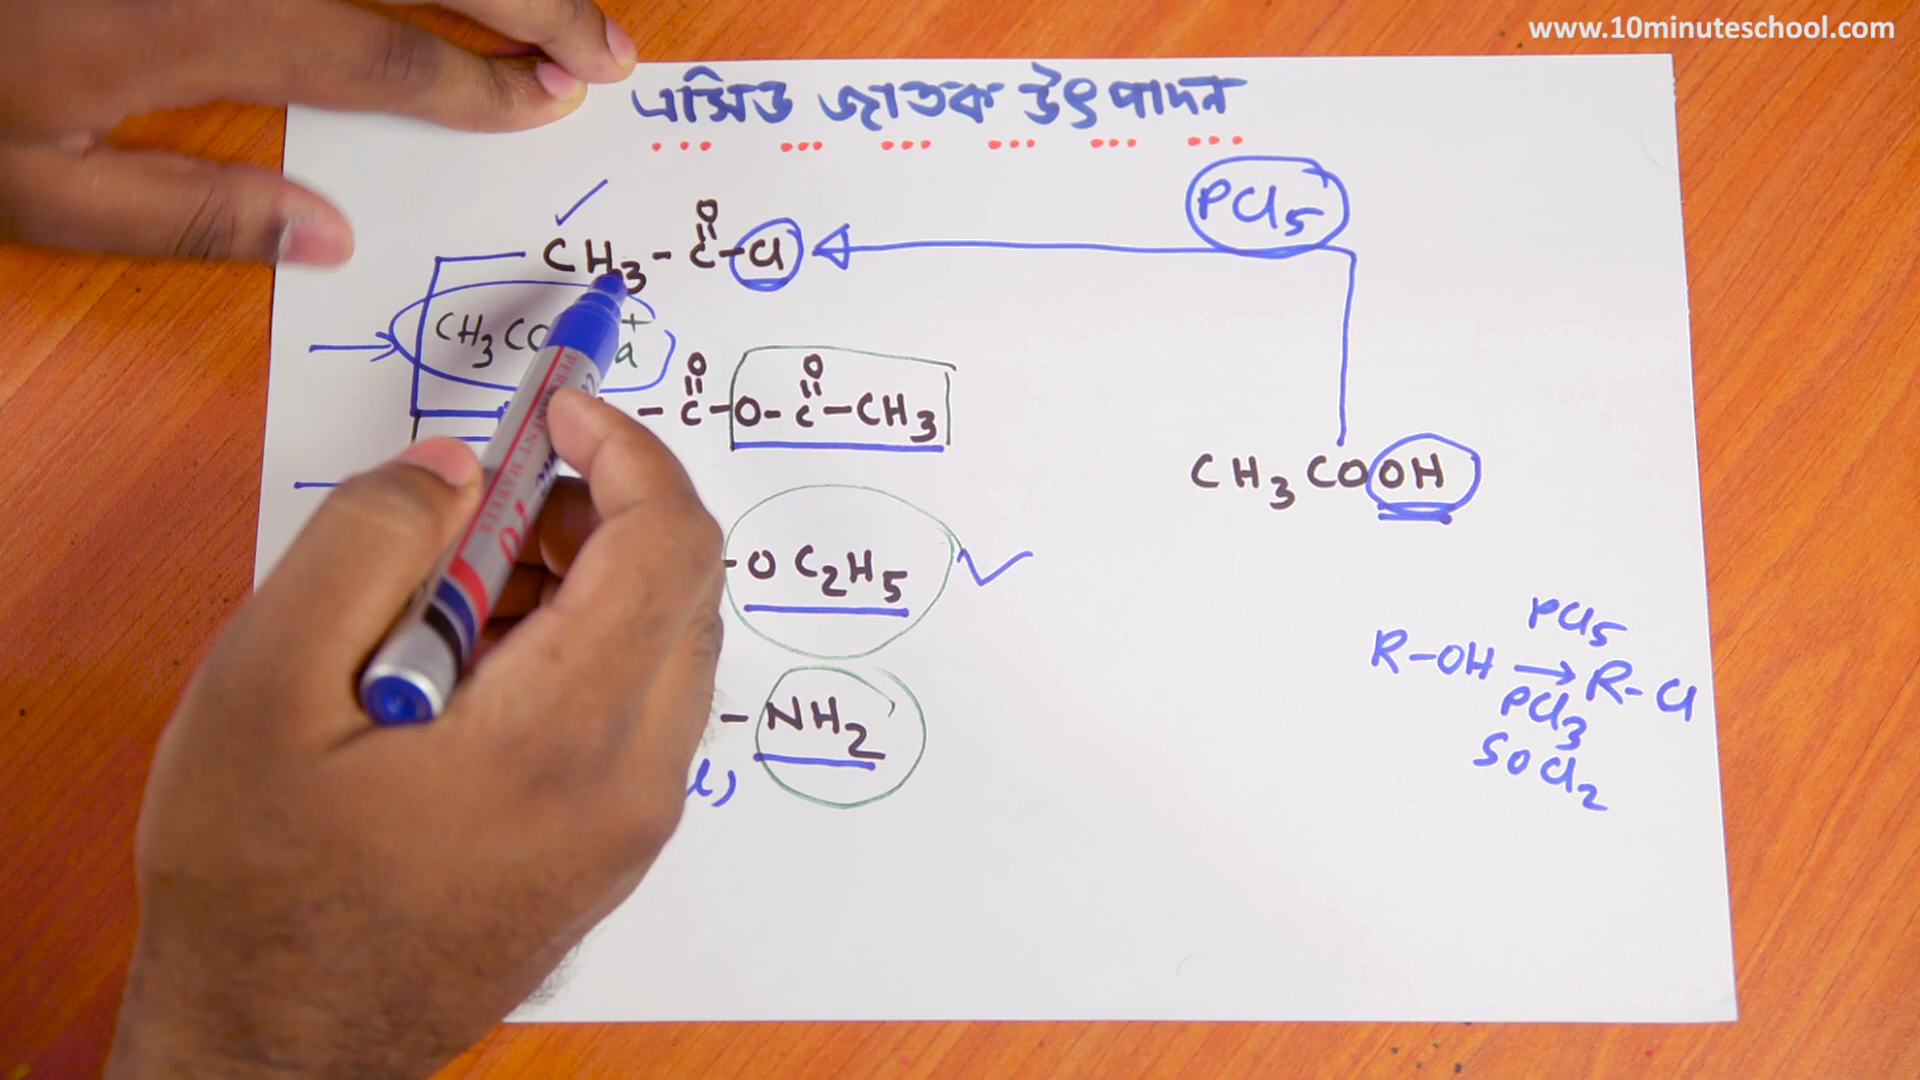 www.10minuteschool.com
এসিড জাতক উৎপাদন
PCl5
O
CH3-C-Cl
CH3CO
+
a
O O
-C-O-C-CH3
CH3COOH
-OC2H5
PCl5
R-OH → R-Cl
PCl3
SOCl2
-NH2